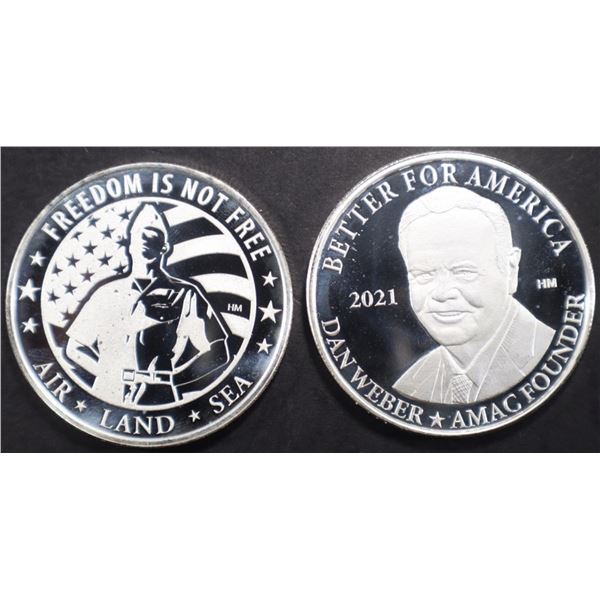 FREEDOM IS NOT FREE
HM
AIR ★ LAND ★ SEA
BETTER FOR AMERICA
2021
HM
DAN WEBER ★ AMAC FOUNDER